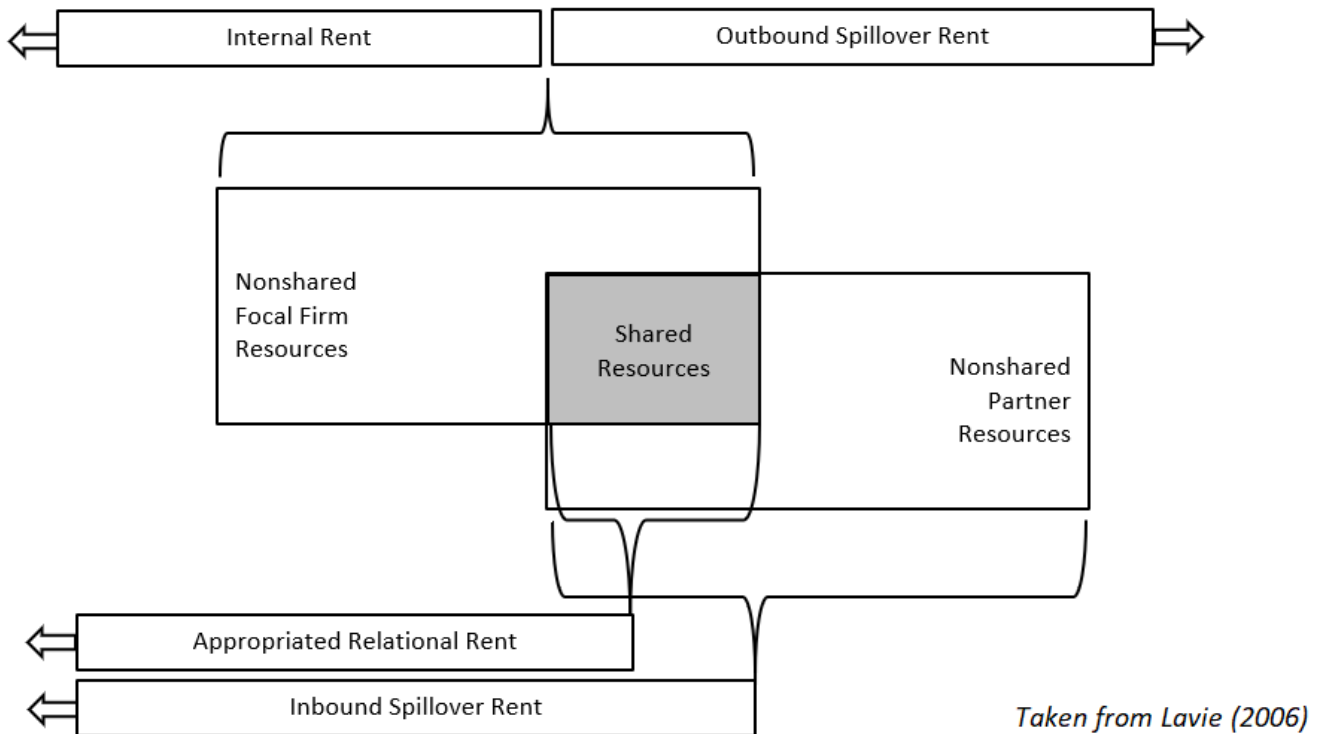 Internal Rent
Outbound Spillover Rent
Nonshared
Focal Firm
Resources
Shared
Resources
Nonshared
Partner
Resources
Appropriated Relational Rent
Inbound Spillover Rent
Taken from Lavie (2006)